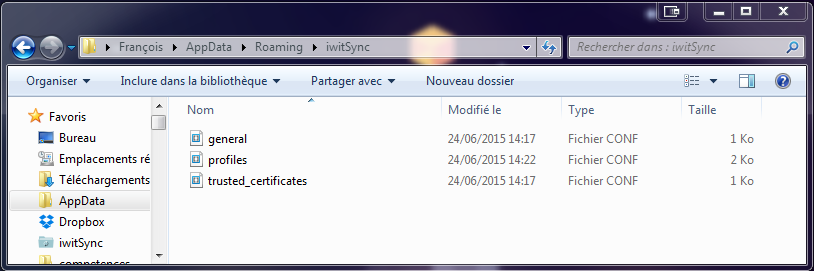 François AppData Roaming iwitSync
Rechercher dans : iwitSync
Organiser Inclure dans la bibliothèque Partager avec Nouveau dossier
Favoris
Bureau
Emplacements ré
Téléchargements
AppData
Dropbox
iwitSync
competences
Nom Modifié le Type Taille
general 24/06/2015 14:17 Fichier CONF 1 Ko
profiles 24/06/2015 14:22 Fichier CONF 2 Ko
trusted_certificates 24/06/2015 14:17 Fichier CONF 1 Ko